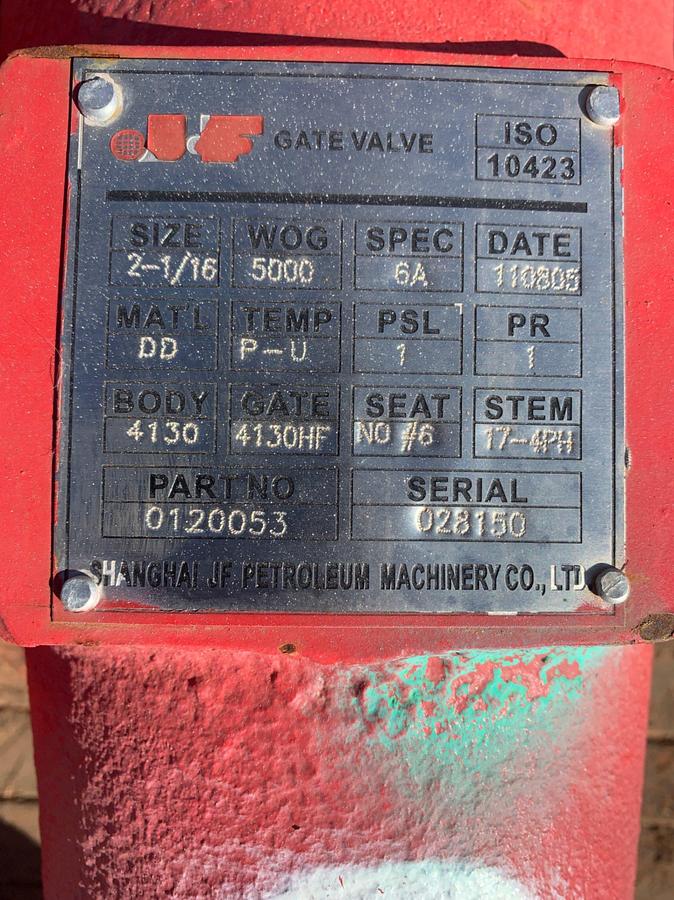 JF GATE VALVE ISO
10423
SIZE WOG SPEC DATE
2-1/16 5000 6A 110805
MAT'L TEMP PSL PR
DD P-U 1 1
BODY GATE SEAT STEM
4130 4130HF NO #6 17-4PH
PART NO SERIAL
0120053 028150
SHANGHAI JF PETROLEUM MACHINERY CO., LTD